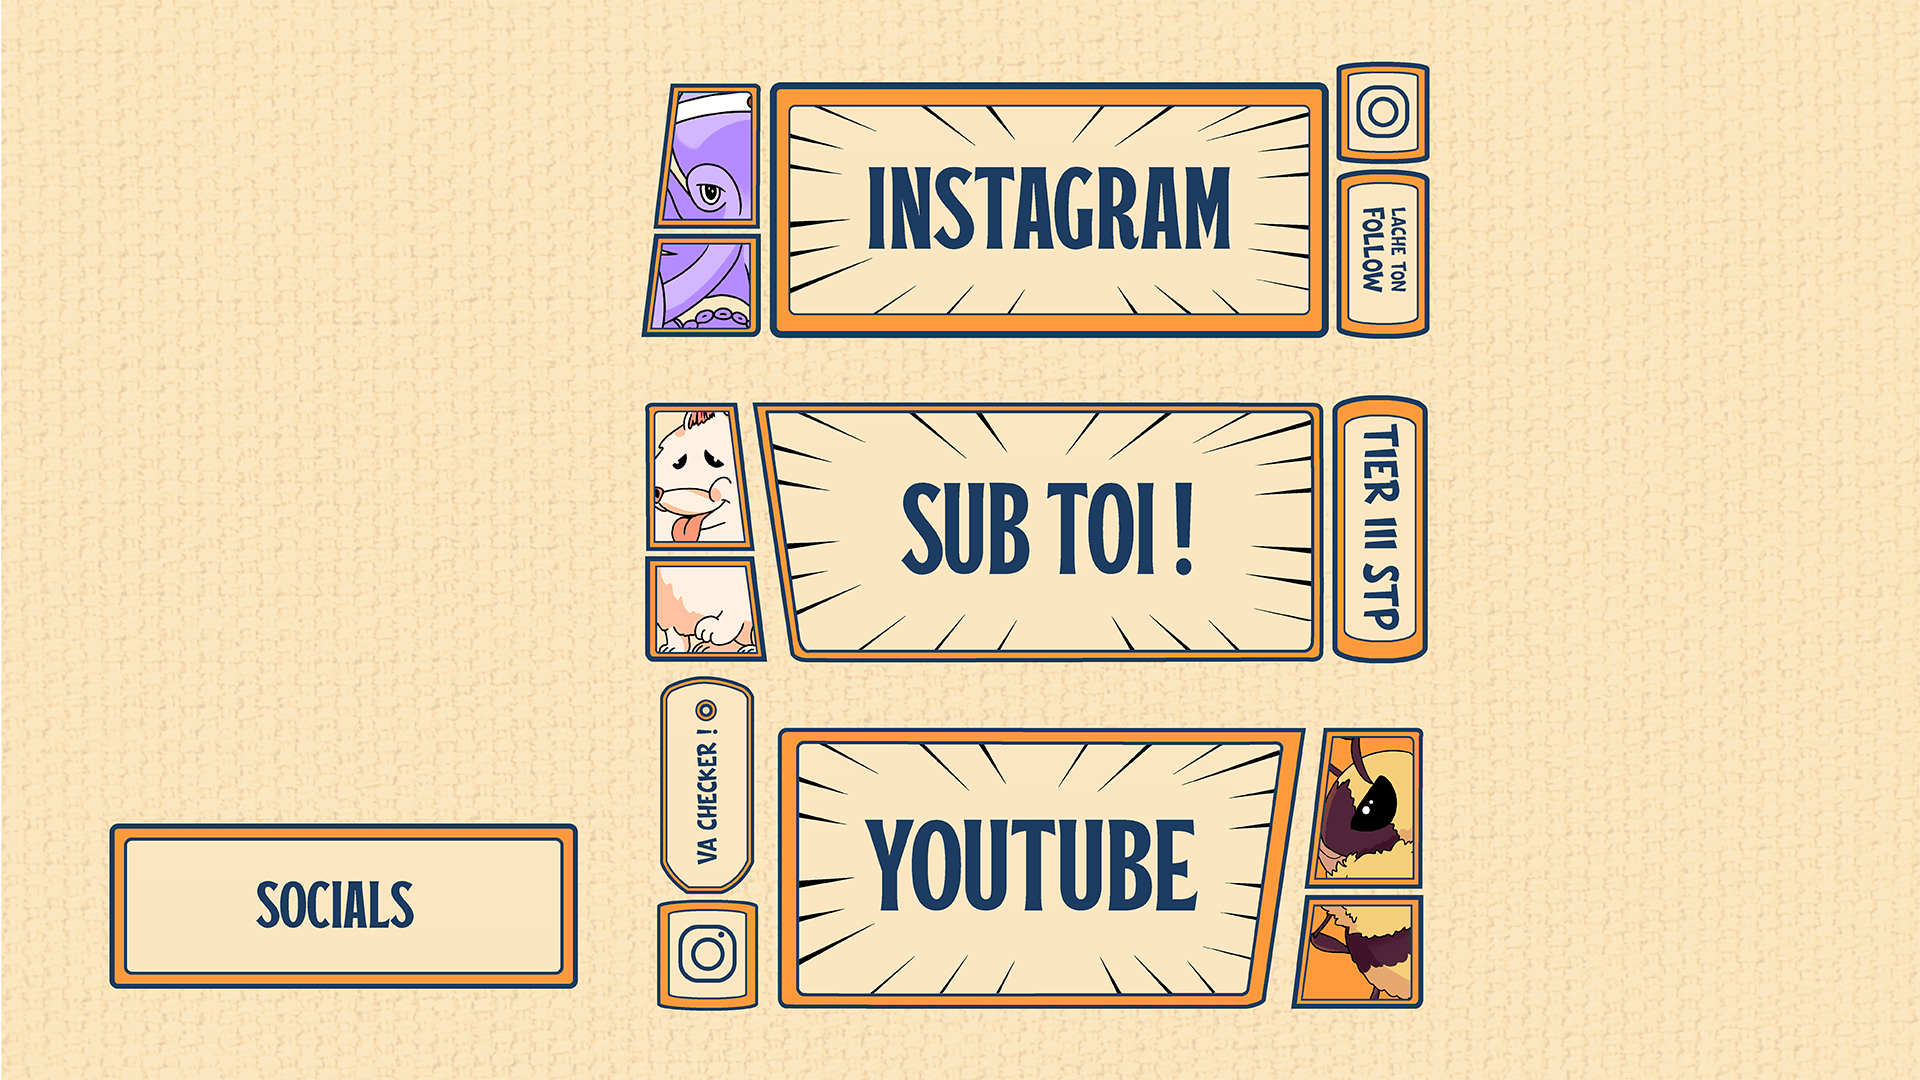 INSTAGRAM
LACHE TON
FOLLOW
SUB TOI !
TIER III STP
VA CHECKER !
YOUTUBE
SOCIALS